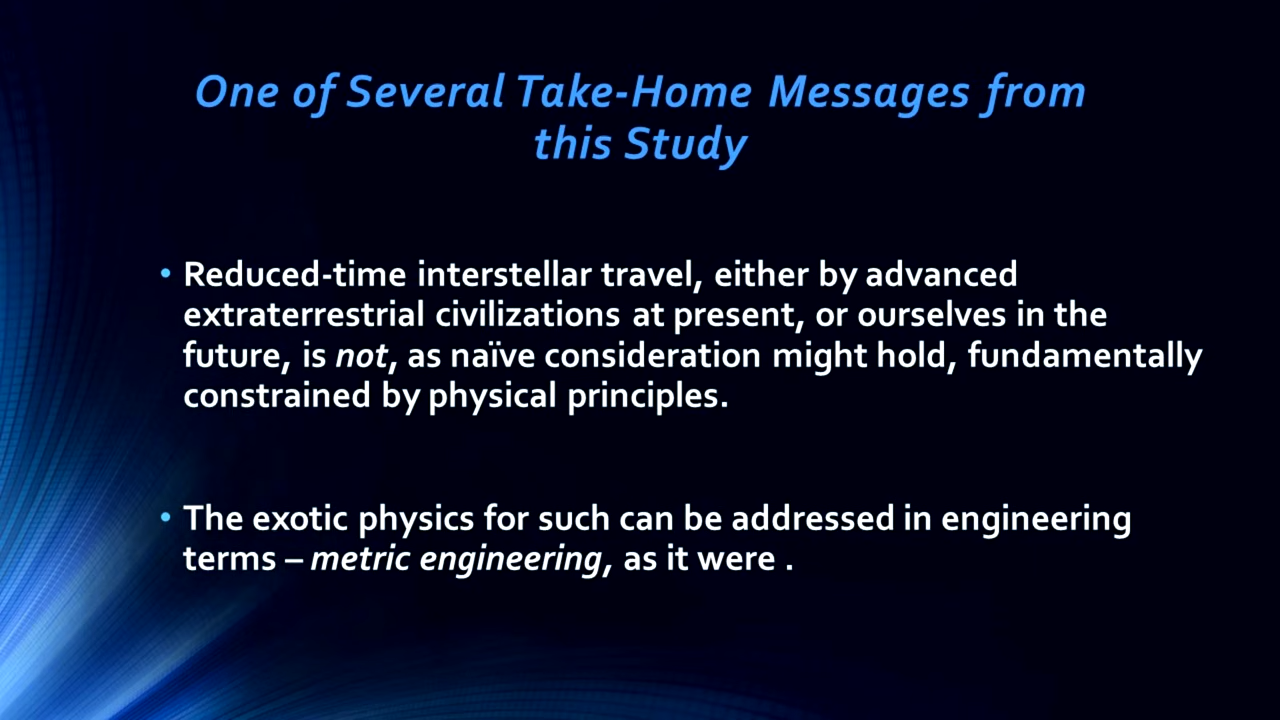 One of Several Take-Home Messages from
this Study
• Reduced-time interstellar travel, either by advanced
extraterrestrial civilizations at present, or ourselves in the
future, is not, as naïve consideration might hold, fundamentally
constrained by physical principles.
• The exotic physics for such can be addressed in engineering
terms – metric engineering, as it were .